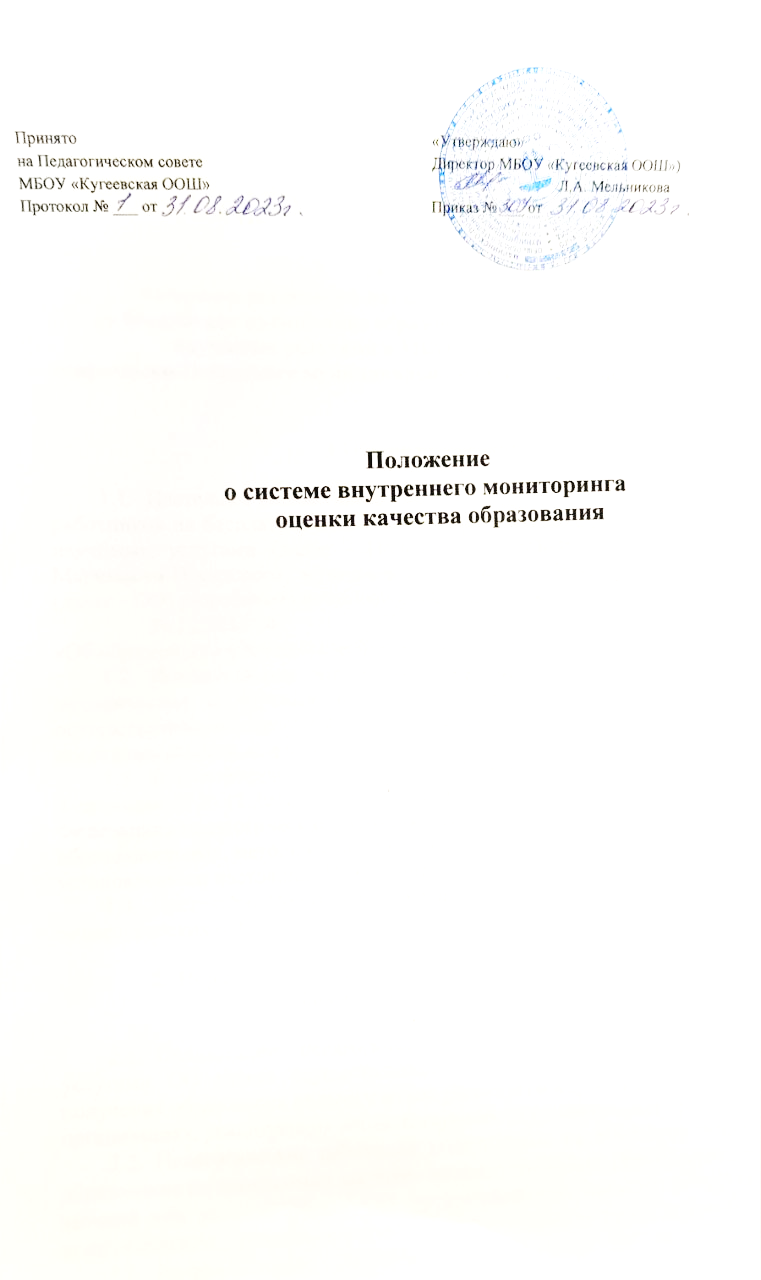 Принято
на Педагогическом совете
МБОУ «Кугеевская ООШ»
Протокол № 1 от 31.08.2023г.
«Утверждаю»
Директор МБОУ «Кугеевская ООШ»)
Л.А. Мельникова
Приказ № от 31.08.2023г.
Положение
о системе внутреннего мониторинга
оценки качества образования